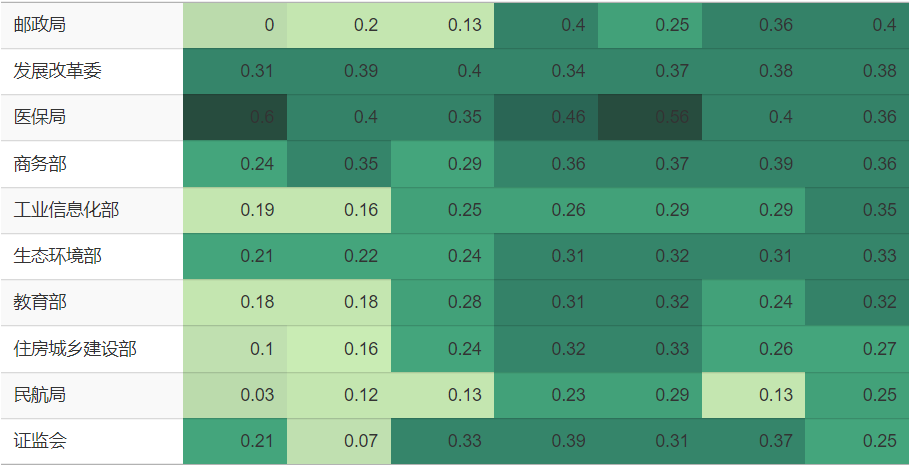 邮政局 0 0.2 0.13 0.4 0.25 0.36 0.4
发展改革委 0.31 0.39 0.4 0.34 0.37 0.38 0.38
医保局 0.6 0.4 0.35 0.46 0.56 0.4 0.36
商务部 0.24 0.35 0.29 0.36 0.37 0.39 0.36
工业信息化部 0.19 0.16 0.25 0.26 0.29 0.29 0.35
生态环境部 0.21 0.22 0.24 0.31 0.32 0.31 0.33
教育部 0.18 0.18 0.28 0.31 0.32 0.24 0.32
住房城乡建设部 0.1 0.16 0.24 0.32 0.33 0.26 0.27
民航局 0.03 0.12 0.13 0.23 0.29 0.13 0.25
证监会 0.21 0.07 0.33 0.39 0.31 0.37 0.25